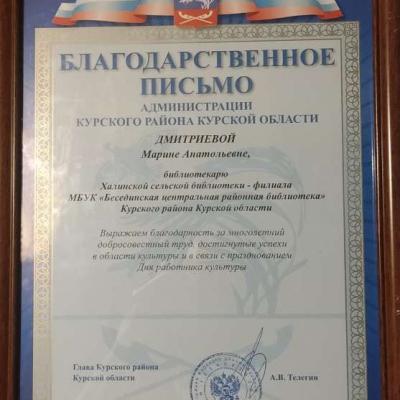 БЛАГОДАРСТВЕННОЕ
ПИСЬМО
АДМИНИСТРАЦИИ
КУРСКОГО РАЙОНА КУРСКОЙ ОБЛАСТИ
ДМИТРИЕВОЙ
Марине Анатольевне,
библиотекарю
Халинской сельской библиотеки - филиала
МБУК «Бесединская центральная районная библиотека»
Курского района Курской области
Выражаем благодарность за многолетний
добросовестный труд, достигнутые успехи
в области культуры и в связи с празднованием
Дня работника культуры
Глава Курского района
Курской области
А.В. Телегин